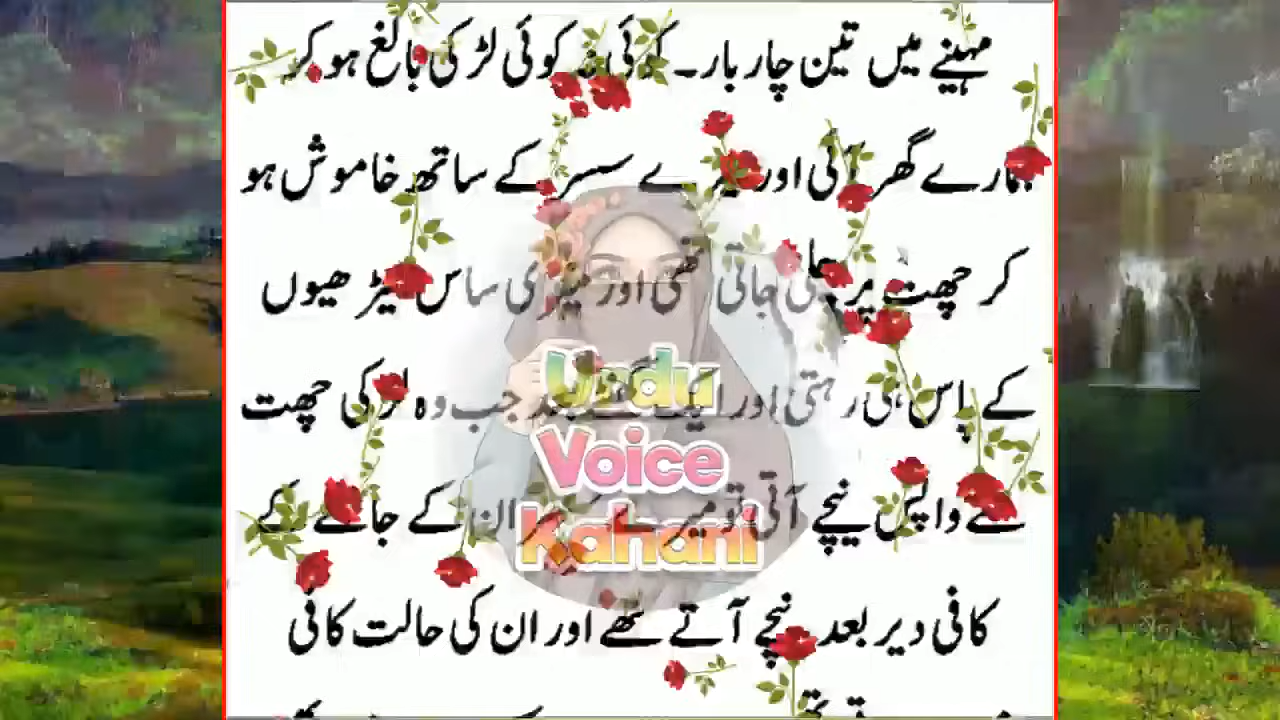 مہینے میں تین چار بار۔ کوئی نہ کوئی لڑکی بالغ ہو کر
ہمارے گھر آتی اور میرے سسر کے ساتھ خاموش ہو
کر چھت پر چلی جاتی تھی اور میری ساس سیڑھیوں
کے پاس ہی رہتی اور ایک گھنٹے بعد جب وہ لڑکی چھت
سے واپس نیچے آتی تو میرے سسر ان کے جانے کے
کافی دیر بعد نیچے آتے تھے اور ان کی حالت کافی
Urdu
Voice
Kahani